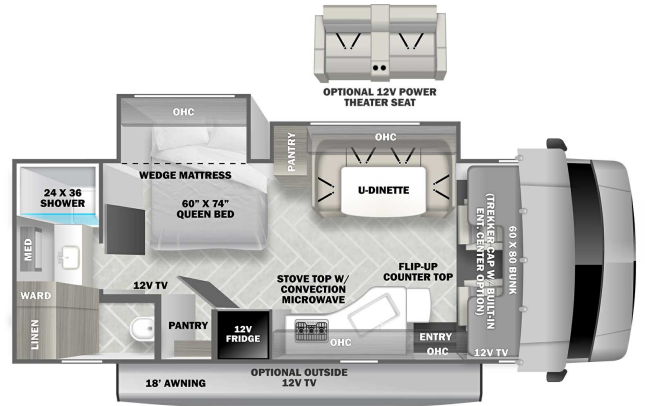 OPTIONAL 12V POWER
THEATER SEAT
OHC
OHC
PANTRY
WEDGE MATTRESS
24 X 36
SHOWER
60" X 74"
QUEEN BED
U-DINETTE
60 X 80 BUNK
(TREKKER CAP W/ BUILT-IN
ENT. CENTER OPTION)
MED
12V TV
STOVE TOP W/
CONVECTION
MICROWAVE
FLIP-UP
COUNTER TOP
WARD
LINEN
PANTRY
12V
FRIDGE
OHC
ENTRY
OHC
12V TV
18' AWNING
OPTIONAL OUTSIDE
12V TV